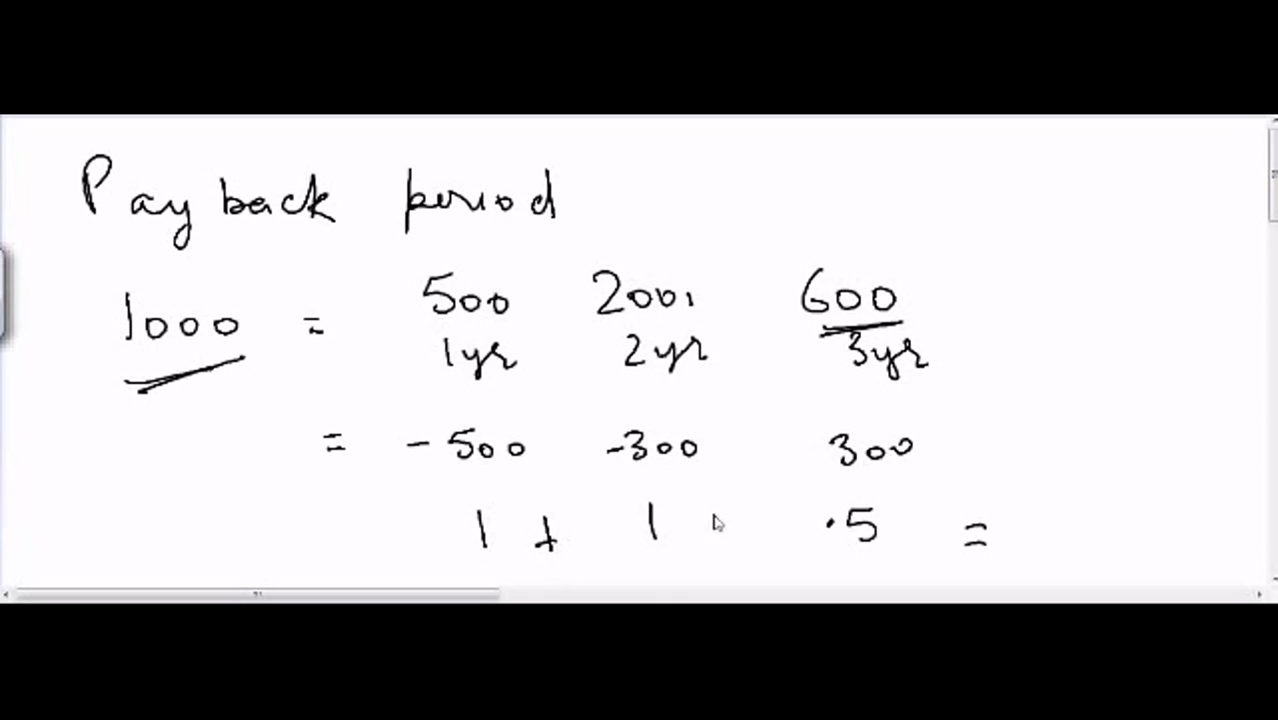 Payback period
1000 = 500 200 600
1yr 2yr 3yr
= -500 -300 300
1 + 1 .5 =